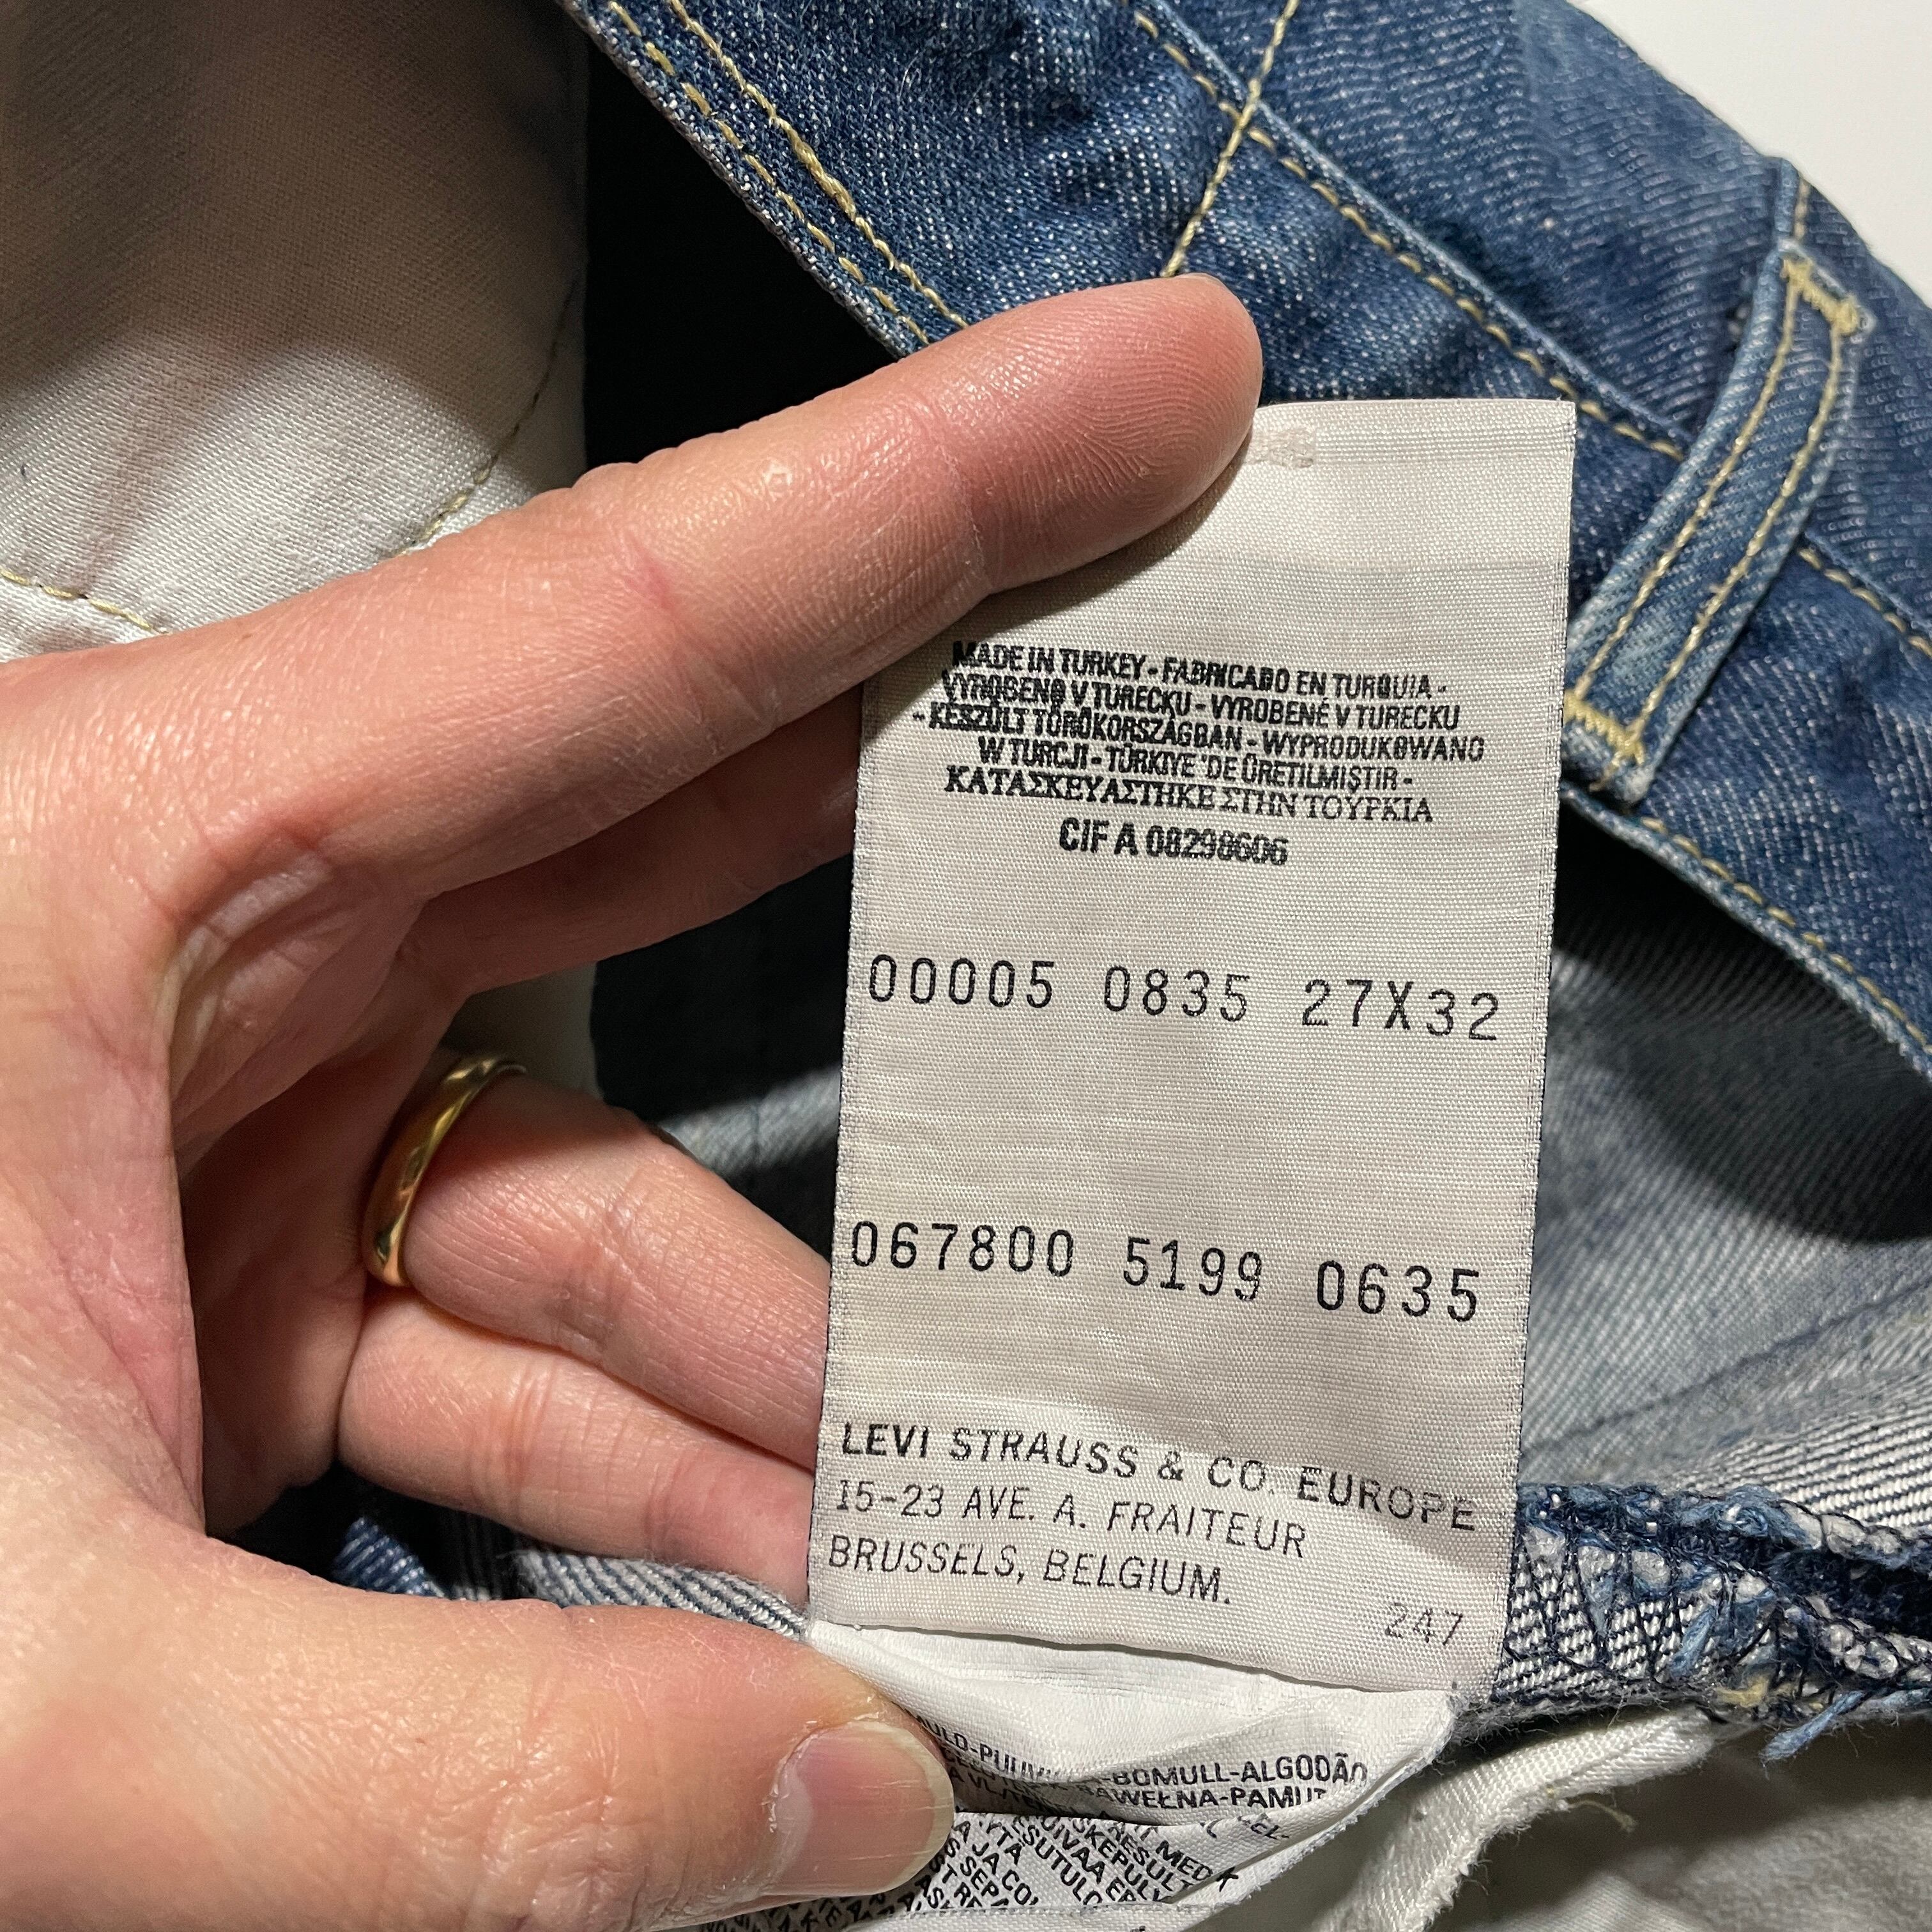 MADE IN TURKEY - FABRICADO EN TURQUIA -
VYROBENO V TURECKU - VYROBENÉ V TURECKU
- KÉSZÜLT TÖRÖKORSZÁGBAN - WYPRODUKOWANO
W TURCJI - TÜRKIYE 'DE ÜRETILMIŞTIR -
ΚΑΤΑΣΚΕΥΑΣΤΗΚΕ ΣΤΗΝ ΤΟΥΡΚΙΑ
CIF A 08298606
00005 0835 27X32
067800 5199 0635
LEVI STRAUSS & CO. EUROPE
15-23 AVE. A. FRAITEUR
BRUSSELS, BELGIUM.
247
BOMULL-ALGODÃO